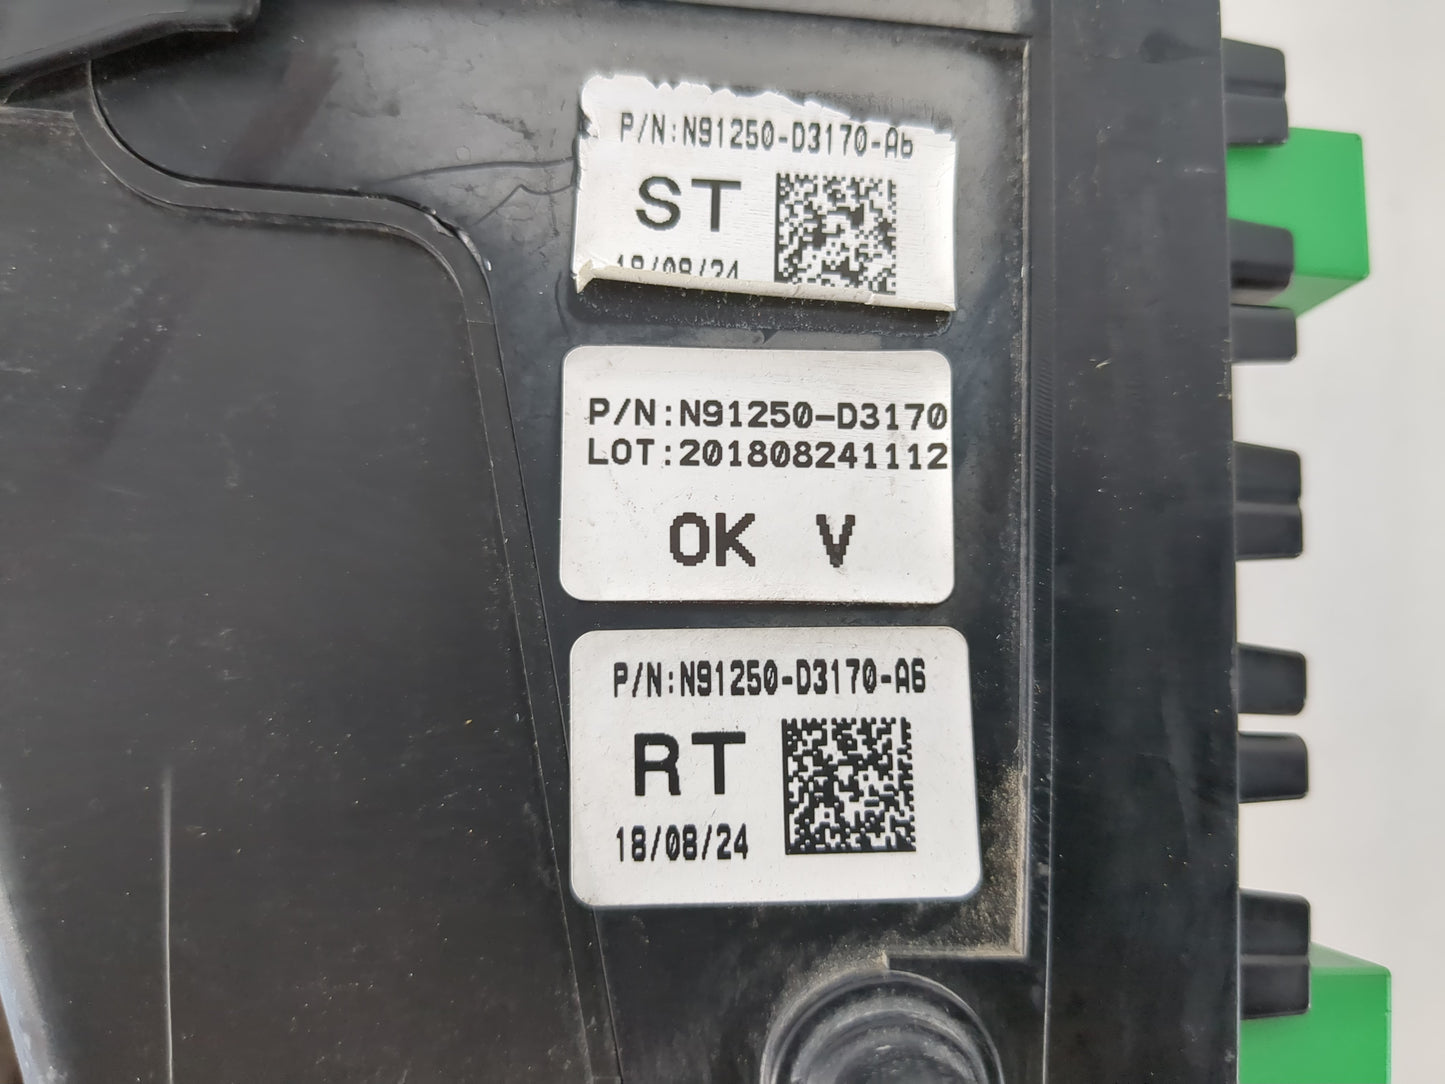 P/N:N91250-D3170-A6
ST
18/08/24
P/N:N91250-D3170
LOT:201808241112
OK V
P/N:N91250-D3170-A6
RT
18/08/24